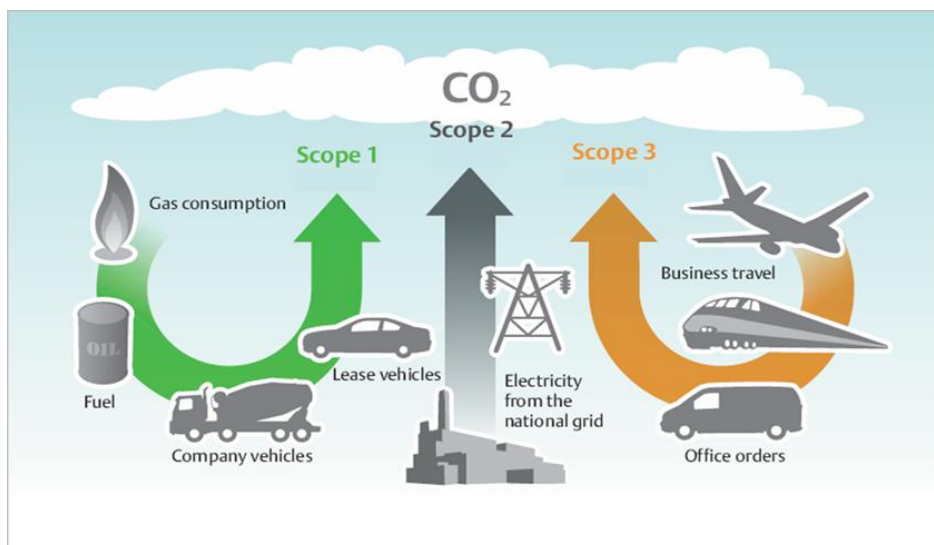 CO₂
Scope 2
Scope 1
Scope 3
Gas consumption
Business travel
OIL
Lease vehicles
Fuel
Electricity
from the
national grid
Company vehicles
Office orders